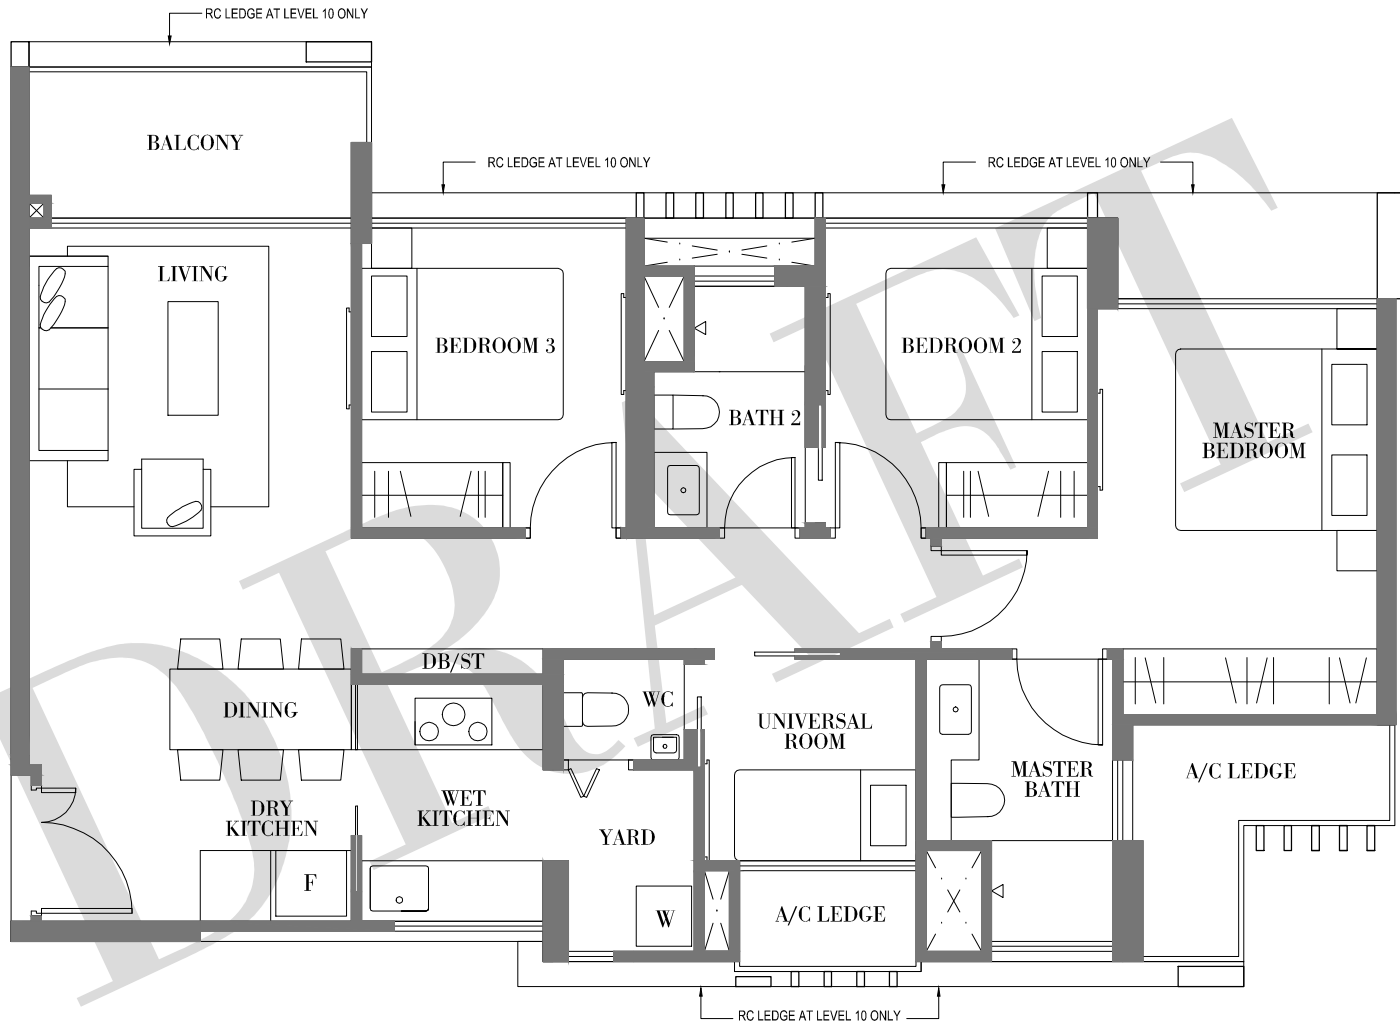 RC LEDGE AT LEVEL 10 ONLY
BALCONY
RC LEDGE AT LEVEL 10 ONLY
RC LEDGE AT LEVEL 10 ONLY
LIVING
BEDROOM 3
BEDROOM 2
BATH 2
MASTER
BEDROOM
DB/ST
WC
DINING
UNIVERSAL
ROOM
MASTER
BATH
A/C LEDGE
DRY
KITCHEN
WET
KITCHEN
YARD
F
W
A/C LEDGE
RC LEDGE AT LEVEL 10 ONLY
DRAFT